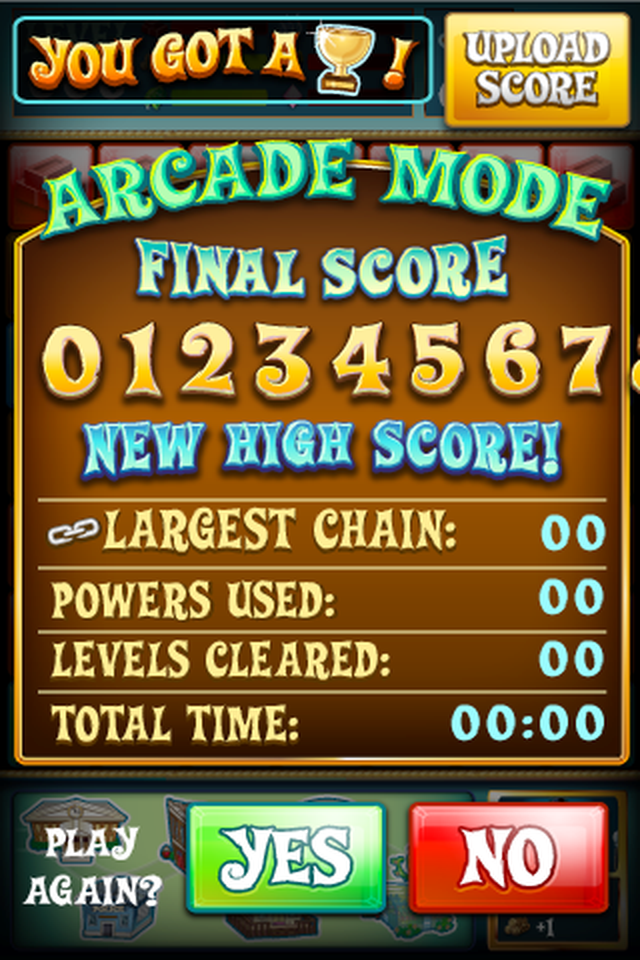 YOU GOT A !
UPLOAD
SCORE
ARCADE MODE
FINAL SCORE
01234567
NEW HIGH SCORE!
LARGEST CHAIN: 00
POWERS USED: 00
LEVELS CLEARED: 00
TOTAL TIME: 00:00
PLAY
AGAIN?
YES
NO
+1